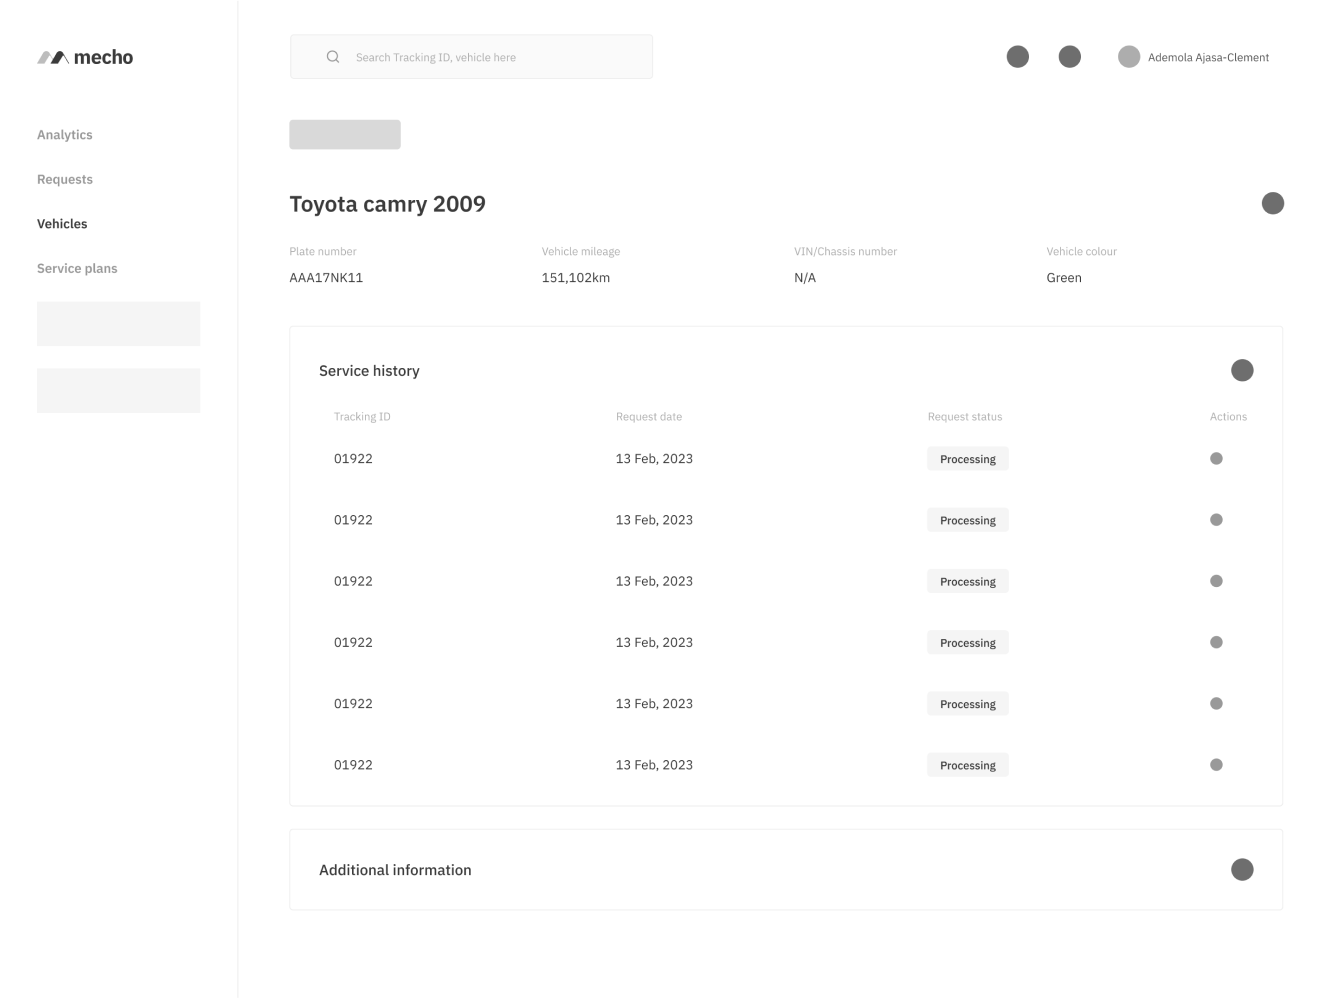 mecho
Search Tracking ID, vehicle here
Ademola Ajasa-Clement
Analytics
Requests
Vehicles
Service plans
Toyota camry 2009
Plate number
Vehicle mileage
VIN/Chassis number
Vehicle colour
AAA17NK11
151,102km
N/A
Green
Service history
Tracking ID
Request date
Request status
Actions
01922
13 Feb, 2023
Processing
01922
13 Feb, 2023
Processing
01922
13 Feb, 2023
Processing
01922
13 Feb, 2023
Processing
01922
13 Feb, 2023
Processing
01922
13 Feb, 2023
Processing
Additional information